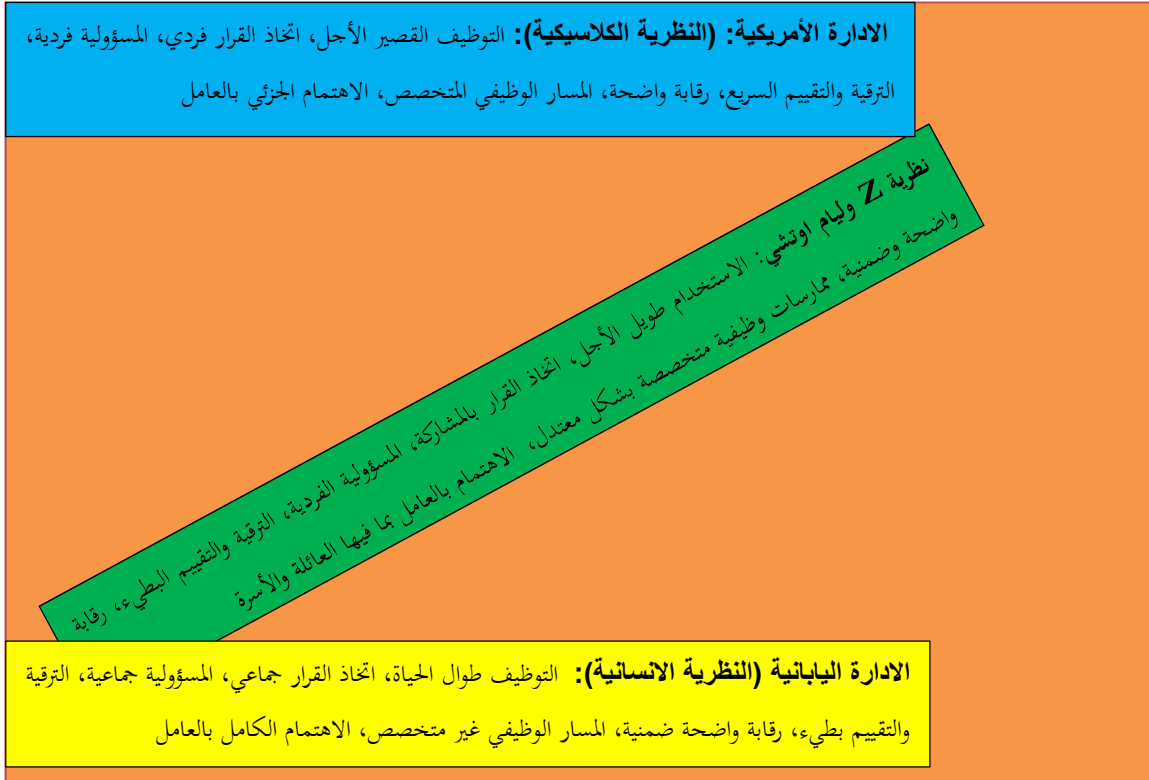 الادارة الأمريكية: (النظرية الكلاسيكية): التوظيف القصير الأجل، اتخاذ القرار فردي، المسؤولية فردية،
الترقية والتقييم السريع، رقابة واضحة، المسار الوظيفي المتخصص، الاهتمام الجزئي بالعامل
نظرية Z وليام اوتشي: الاستخدام طويل الأجل، اتخاذ القرار بالمشاركة، المسؤولية الفردية، الترقية والتقييم البطيء، رقابة
واضحة وضمنية، ممارسات وظيفية متخصصة بشكل معتدل، الاهتمام بالعامل بما فيها العائلة والأسرة
الادارة اليابانية (النظرية الانسانية): التوظيف طوال الحياة، اتخاذ القرار جماعي، المسؤولية جماعية، الترقية
والتقييم بطيء، رقابة واضحة ضمنية، المسار الوظيفي غير متخصص، الاهتمام الكامل بالعامل